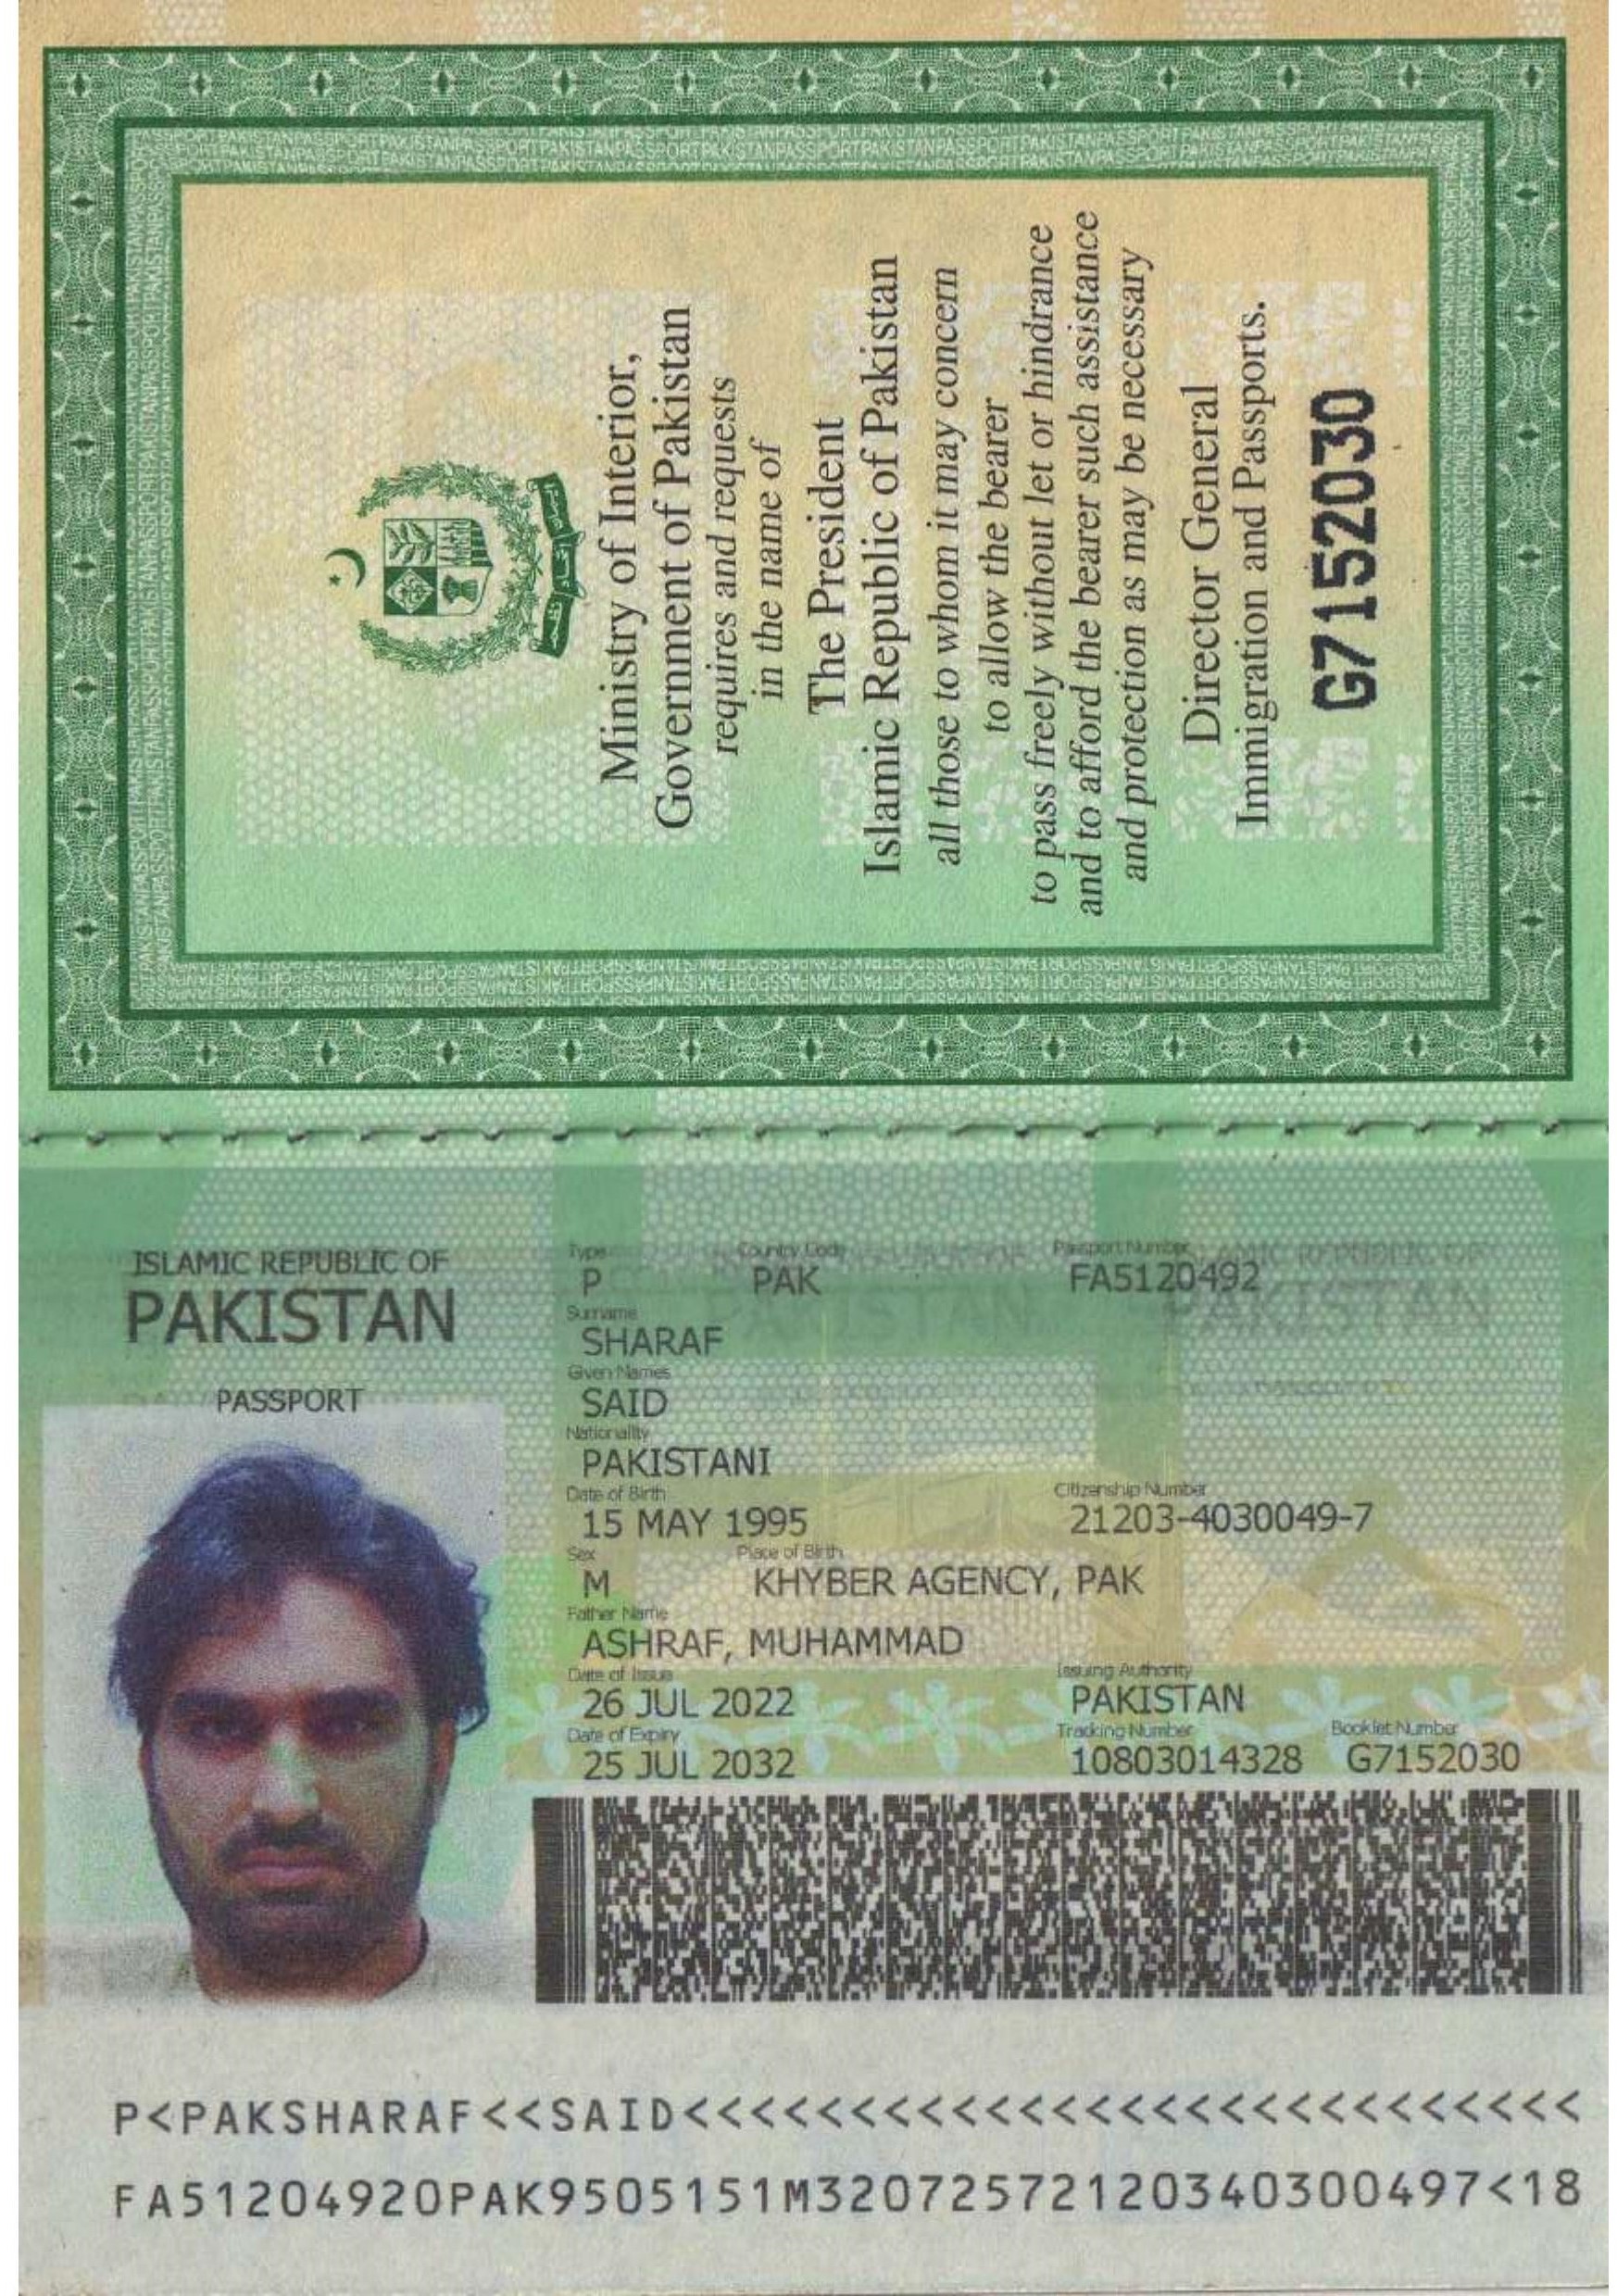 Ministry of Interior,
Government of Pakistan
requires and requests
in the name of
The President
Islamic Republic of Pakistan
all those to whom it may concern
to allow the bearer
to pass freely without let or hindrance
and to afford the bearer such assistance
and protection as may be necessary
Director General
Immigration and Passports.
G7152030
ISLAMIC REPUBLIC OF
PAKISTAN
PASSPORT
Type Country Code Passport Number
P PAK FA5120492
Surname
SHARAF
Given Names
SAID
Nationality
PAKISTANI
Date of Birth Citizenship Number
15 MAY 1995 21203-4030049-7
Sex Place of Birth
M KHYBER AGENCY, PAK
Father Name
ASHRAF, MUHAMMAD
Date of Issue Issuing Authority
26 JUL 2022 PAKISTAN
Date of Expiry Tracking Number Booklet Number
25 JUL 2032 10803014328 G7152030
P<PAKSHARAF<<SAID<<<<<<<<<<<<<<<<<<<<<<<<<<<
FA51204920PAK9505151M3207257212034030049​7<18